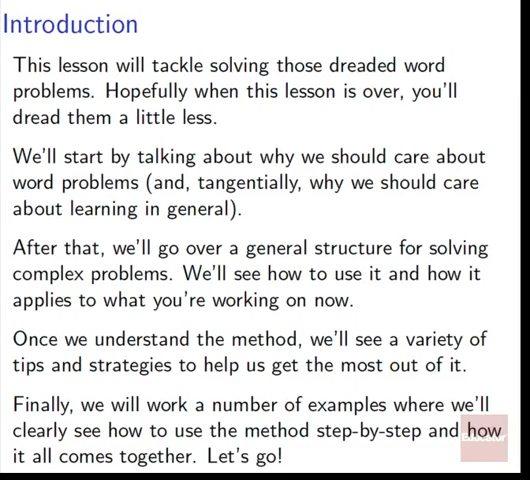 Introduction
This lesson will tackle solving those dreaded word
problems. Hopefully when this lesson is over, you'll
dread them a little less.
We'll start by talking about why we should care about
word problems (and, tangentially, why we should care
about learning in general).
After that, we'll go over a general structure for solving
complex problems. We'll see how to use it and how it
applies to what you're working on now.
Once we understand the method, we'll see a variety of
tips and strategies to help us get the most out of it.
Finally, we will work a number of examples where we'll
clearly see how to use the method step-by-step and how
it all comes together. Let's go!